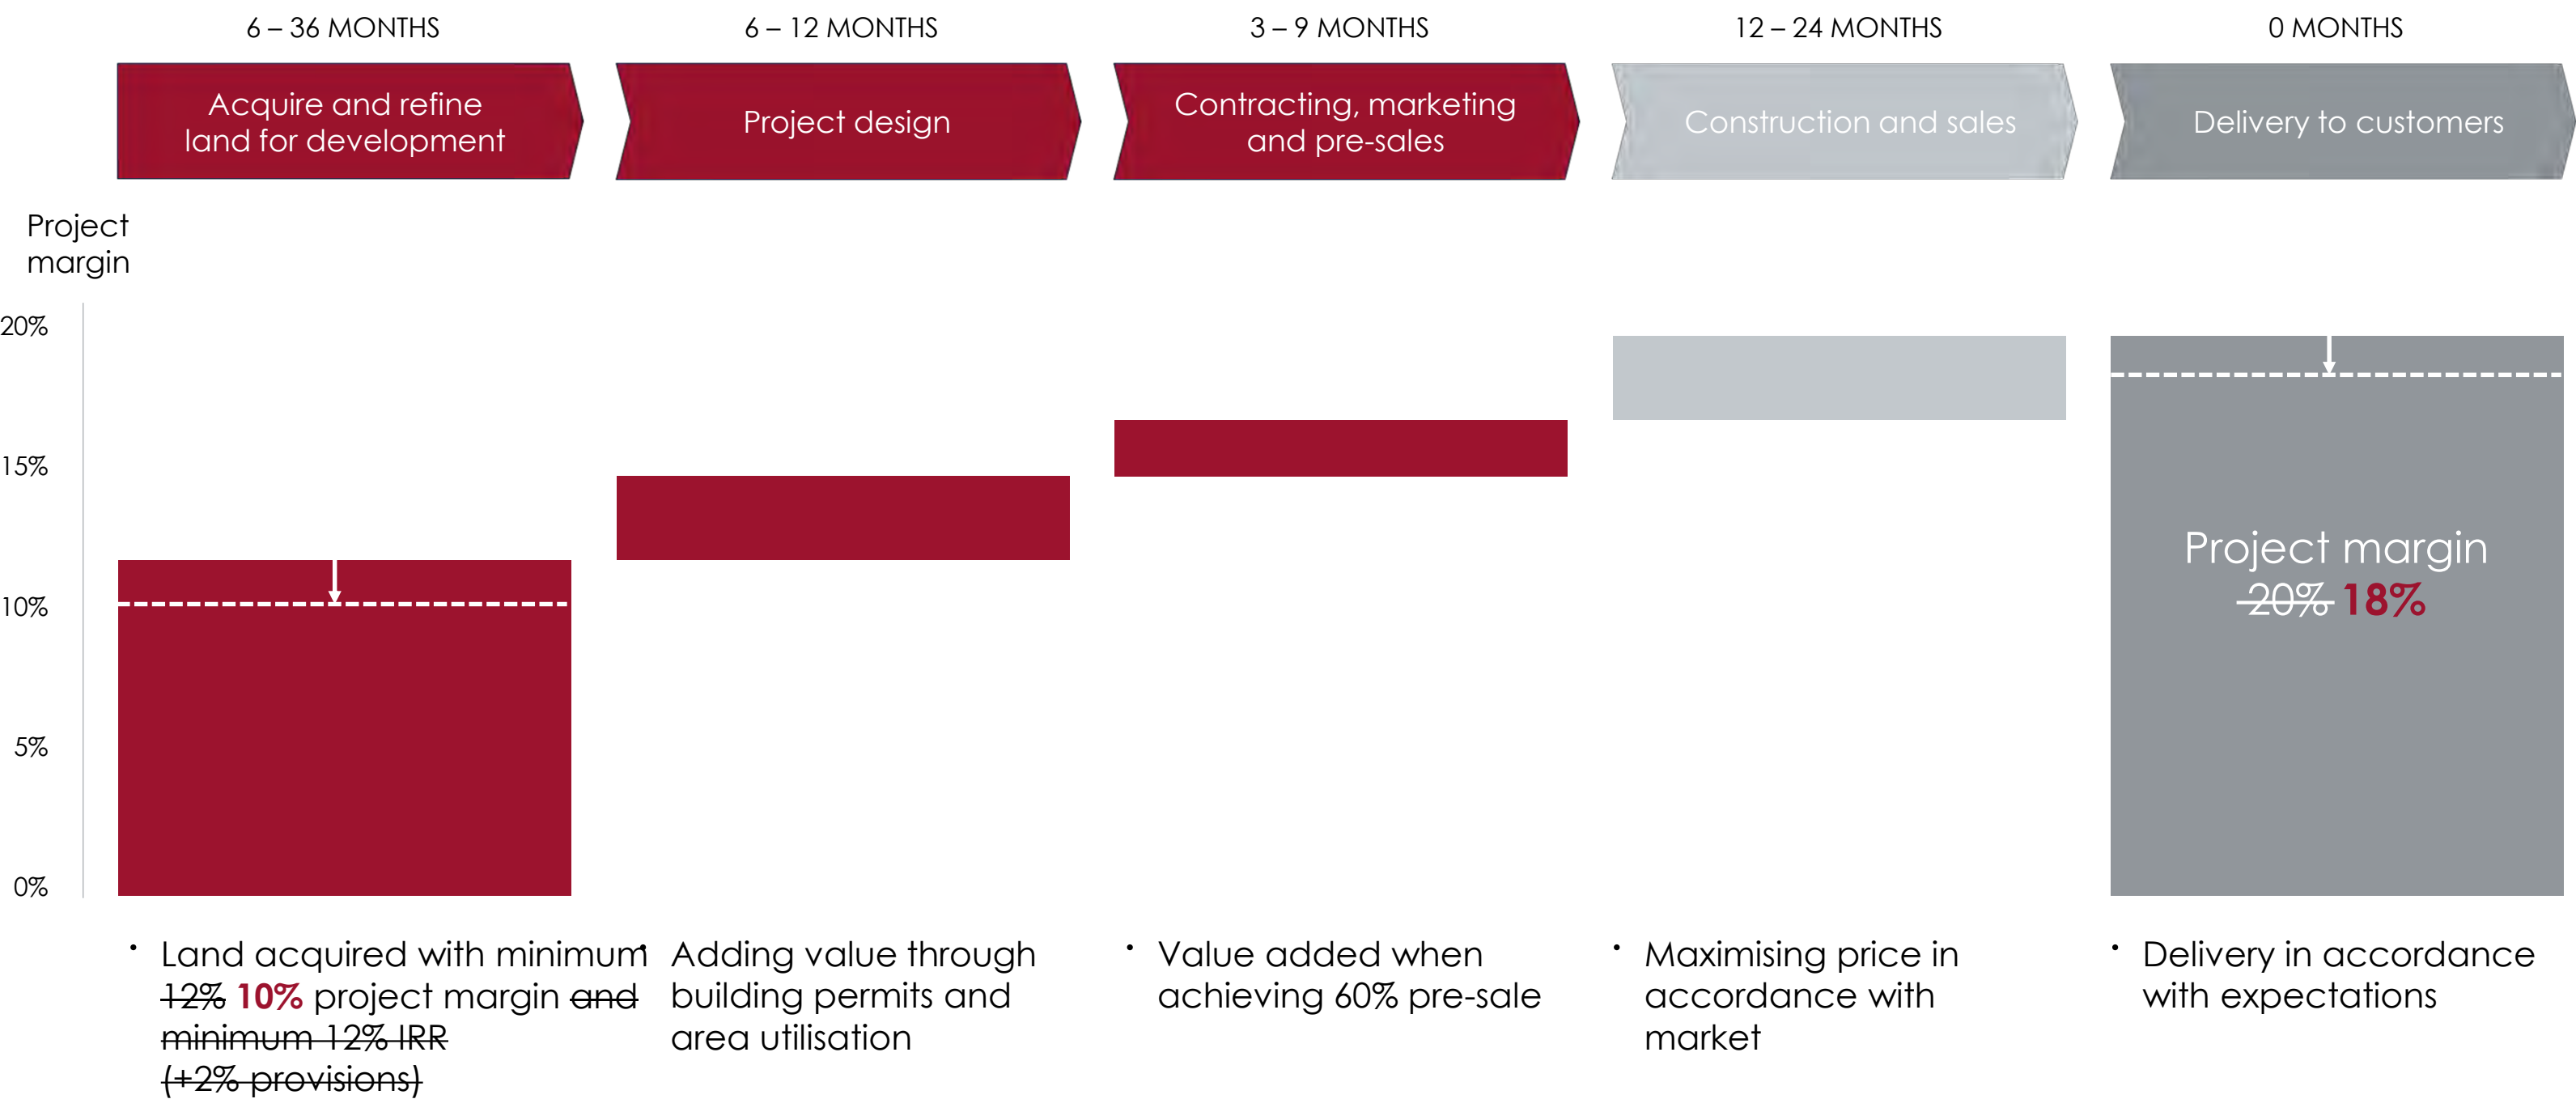 6 – 36 MONTHS
6 – 12 MONTHS
3 – 9 MONTHS
12 – 24 MONTHS
0 MONTHS
Acquire and refine
land for development
Project design
Contracting, marketing
and pre-sales
Construction and sales
Delivery to customers
Project
margin
20%
15%
10%
5%
0%
Project margin
20% 18%
• Land acquired with minimum
12% 10% project margin and
minimum 12% IRR
(+2% provisions)
• Adding value through
building permits and
area utilisation
• Value added when
achieving 60% pre-sale
• Maximising price in
accordance with
market
• Delivery in accordance
with expectations